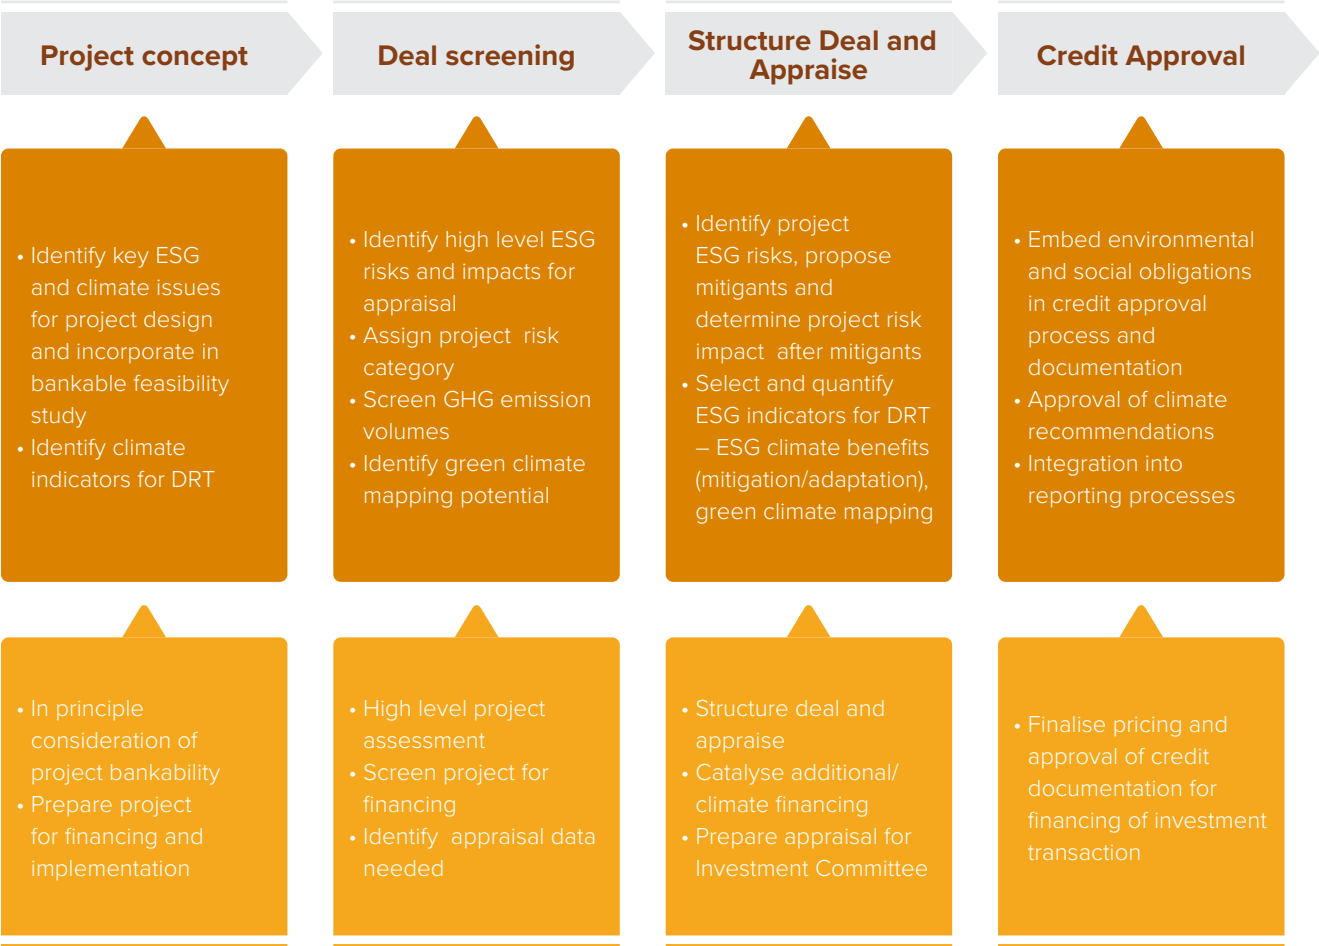 Project concept
Deal screening
Structure Deal and
Appraise
Credit Approval
• Identify key ESG
and climate issues
for project design
and incorporate in
bankable feasibility
study
• Identify climate
indicators for DRT
• Identify high level ESG
risks and impacts for
appraisal
• Assign project risk
category
• Screen GHG emission
volumes
• Identify green climate
mapping potential
• Identify project
ESG risks, propose
mitigants and
determine project risk
impact after mitigants
• Select and quantify
ESG indicators for DRT
– ESG climate benefits
(mitigation/adaptation),
green climate mapping
• Embed environmental
and social obligations
in credit approval
process and
documentation
• Approval of climate
recommendations
• Integration into
reporting processes
• In principle
consideration of
project bankability
• Prepare project
for financing and
implementation
• High level project
assessment
• Screen project for
financing
• Identify appraisal data
needed
• Structure deal and
appraise
• Catalyse additional/
climate financing
• Prepare appraisal for
Investment Committee
• Finalise pricing and
approval of credit
documentation for
financing of investment
transaction